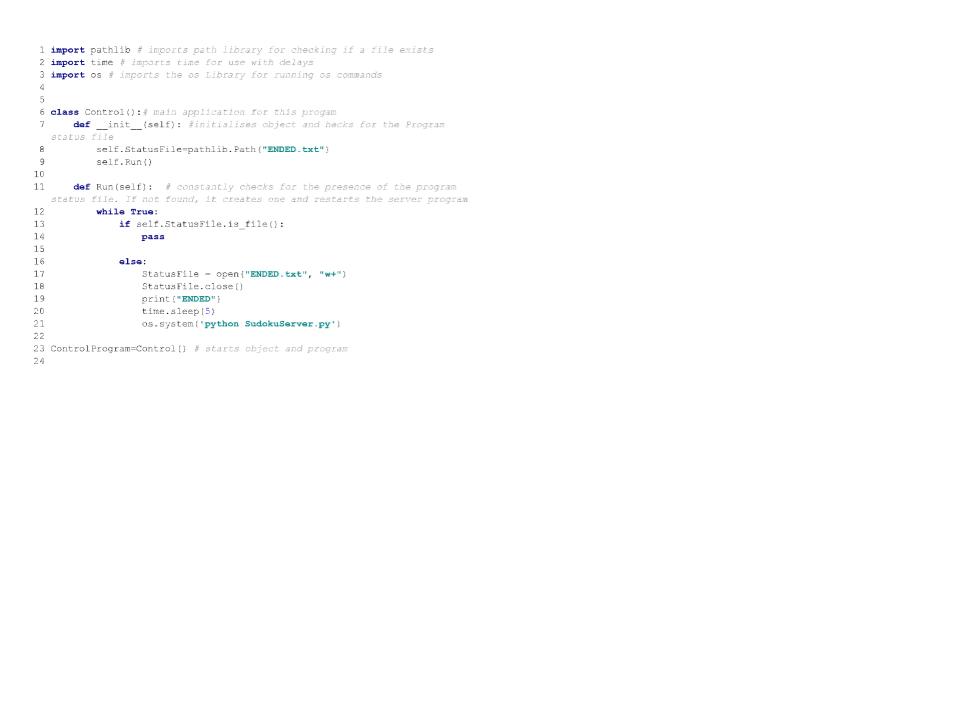 1 import pathlib # imports path library for checking if a file exists
2 import time # imports time for use with delays
3 import os # imports the os Library for running os commands
4
5
6 class Control():# main application for this progam
7     def __init__(self): #initialises object and hecks for the Program
status file
8         self.StatusFile=pathlib.Path("ENDED.txt")
9         self.Run()
10
11     def Run(self):  # constantly checks for the presence of the program
status file. If not found, it creates one and restarts the server program
12         while True:
13             if self.StatusFile.is_file():
14                 pass
15
16             else:
17                 StatusFile = open("ENDED.txt", "w+")
18                 StatusFile.close()
19                 print("ENDED")
20                 time.sleep(5)
21                 os.system('python SudokuServer.py')
22
23 ControlProgram=Control() # starts object and program
24